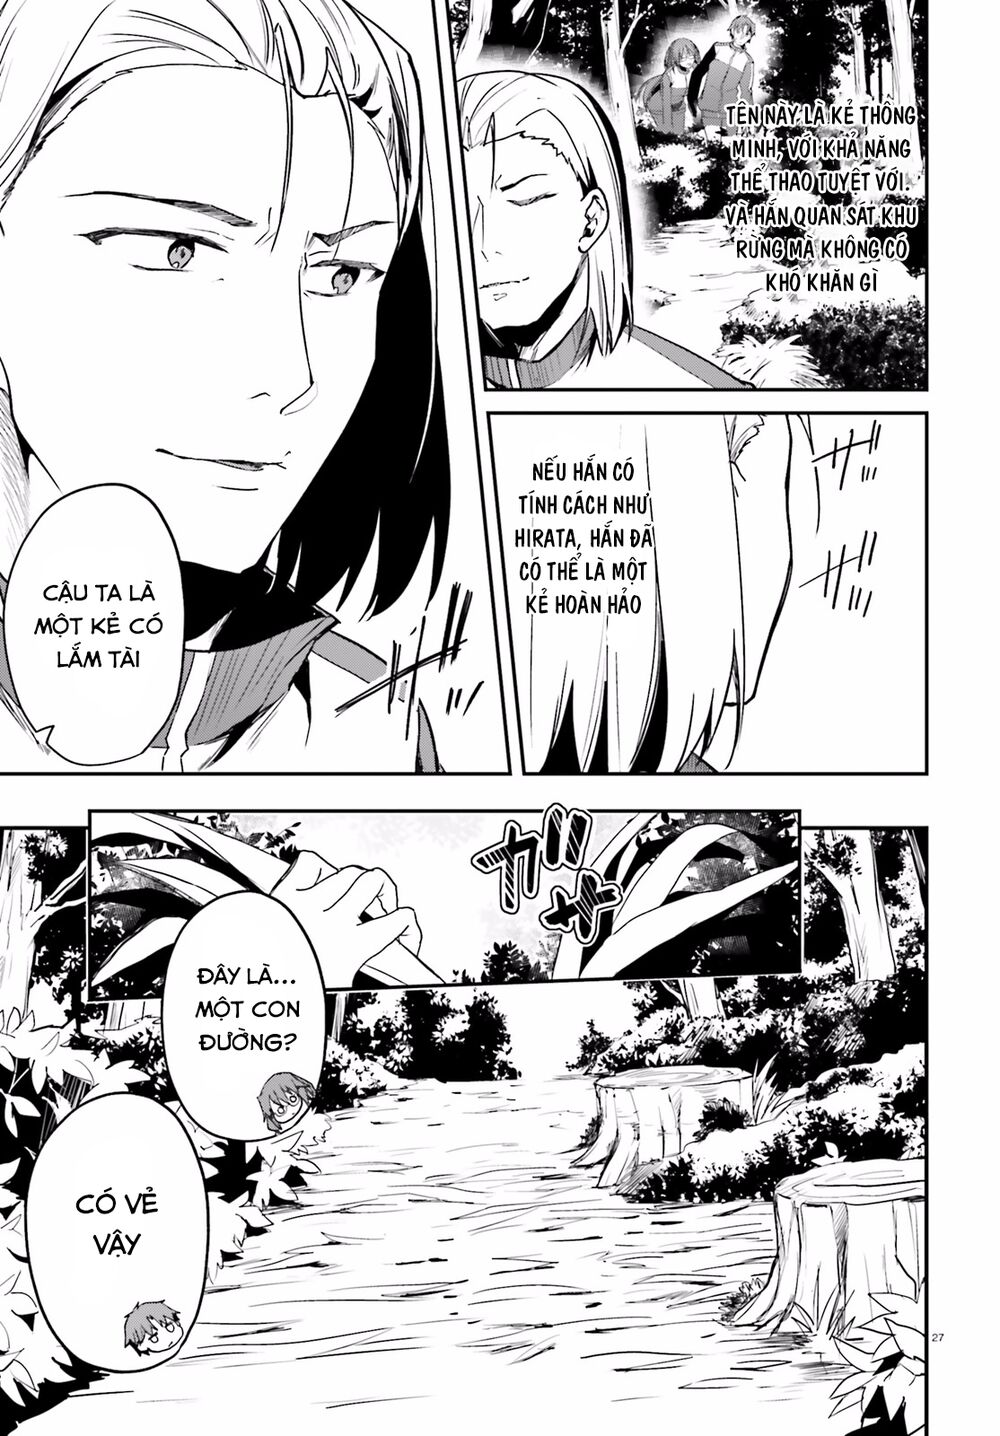 TÊN NÀY LÀ KẺ THÔNG
MINH, VỚI KHẢ NĂNG
THỂ THAO TUYỆT VỜI.
VÀ HẮN QUAN SÁT KHU
RỪNG MÀ KHÔNG CÓ
KHÓ KHĂN GÌ
NẾU HẮN CÓ
TÍNH CÁCH NHƯ
HIRATA, HẮN ĐÃ
CÓ THỂ LÀ MỘT
KẺ HOÀN HẢO
CẬU TA LÀ
MỘT KẺ CÓ
LẮM TÀI
ガサ
ĐÂY LÀ...
MỘT CON
ĐƯỜNG?
CÓ VẺ
VẬY
27